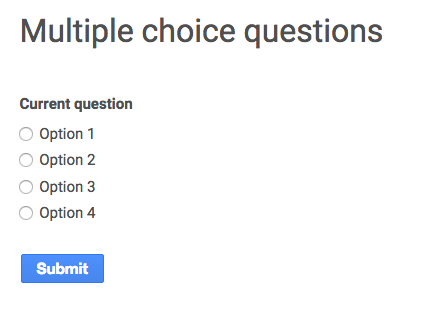 Multiple choice questions
Current question
Option 1
Option 2
Option 3
Option 4
Submit